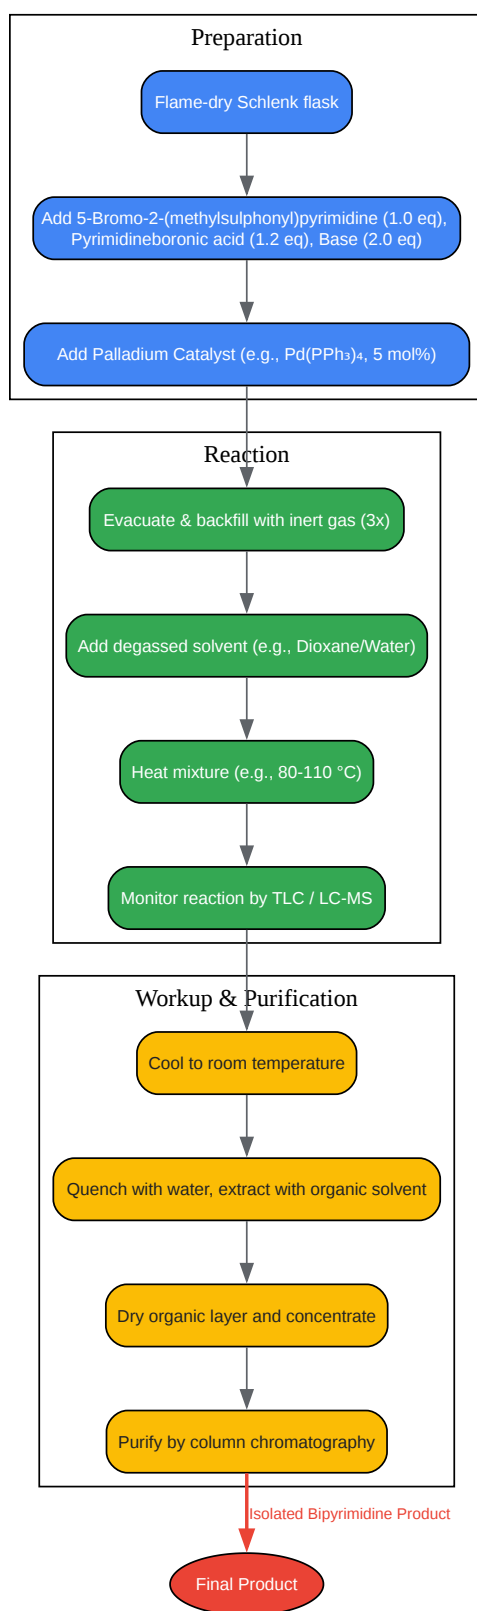 Preparation
Flame-dry Schlenk flask
Add 5-Bromo-2-(methylsulphonyl)pyrimidine (1.0 eq),
Pyrimidineboronic acid (1.2 eq), Base (2.0 eq)
Add Palladium Catalyst (e.g., Pd(PPh₃)₄, 5 mol%)
Reaction
Evacuate & backfill with inert gas (3x)
Add degassed solvent (e.g., Dioxane/Water)
Heat mixture (e.g., 80-110 °C)
Monitor reaction by TLC / LC-MS
Workup & Purification
Cool to room temperature
Quench with water, extract with organic solvent
Dry organic layer and concentrate
Purify by column chromatography
Isolated Bipyrimidine Product
Final Product